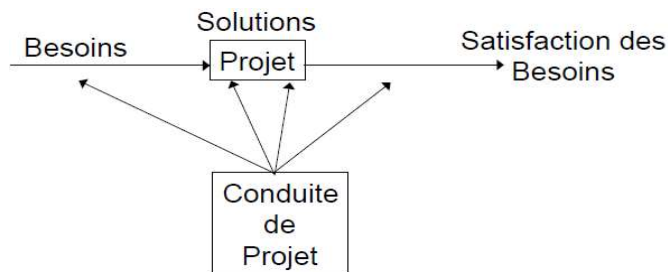 Solutions
Besoins
Projet
Satisfaction des
Besoins
Conduite
de
Projet